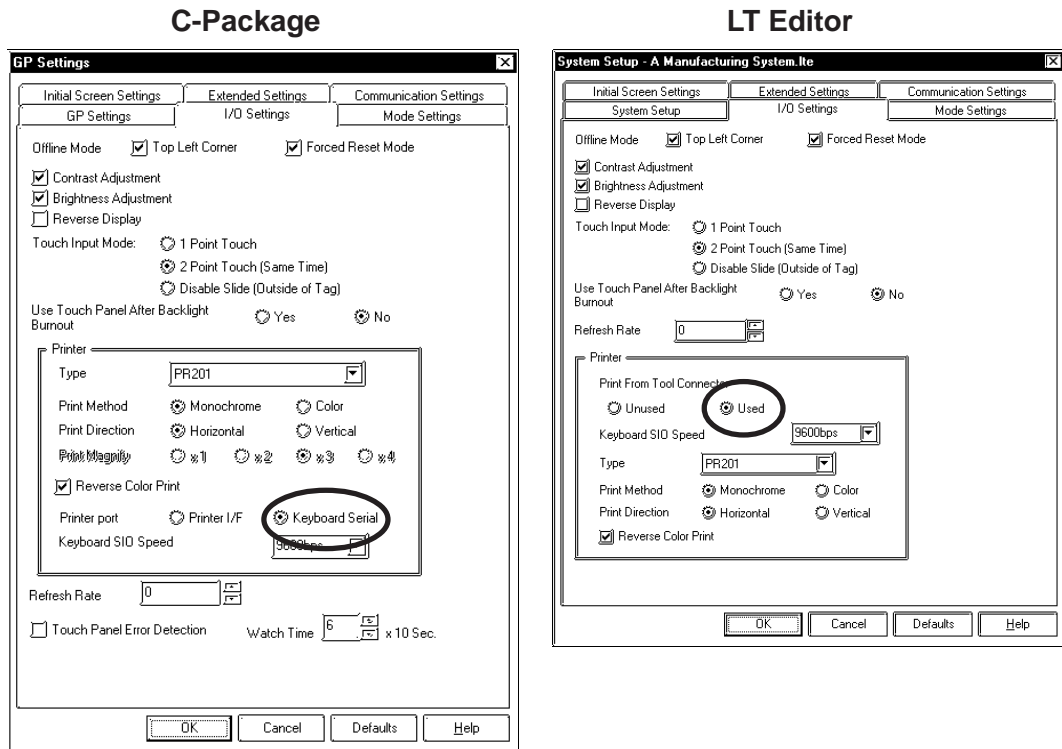 C-Package
GP Settings
Initial Screen Settings Extended Settings Communication Settings
GP Settings I/O Settings Mode Settings
Offline Mode Top Left Corner Forced Reset Mode
Contrast Adjustment
Brightness Adjustment
Reverse Display
Touch Input Mode: 1 Point Touch
2 Point Touch (Same Time)
Disable Slide (Outside of Tag)
Use Touch Panel After Backlight
Burnout Yes No
Printer
Type PR201
Print Method Monochrome Color
Print Direction Horizontal Vertical
Print Magnify x1 x2 x3 x4
Reverse Color Print
Printer port Printer I/F Keyboard Serial
Keyboard SIO Speed 9600bps
Refresh Rate 0
Touch Panel Error Detection Watch Time 6 x 10 Sec.
OK Cancel Defaults Help
LT Editor
System Setup - A Manufacturing System.lte
Initial Screen Settings Extended Settings Communication Settings
System Setup I/O Settings Mode Settings
Offline Mode Top Left Corner Forced Reset Mode
Contrast Adjustment
Brightness Adjustment
Reverse Display
Touch Input Mode: 1 Point Touch
2 Point Touch (Same Time)
Disable Slide (Outside of Tag)
Use Touch Panel After Backlight
Burnout Yes No
Refresh Rate 0
Printer
Print From Tool Connector
Unused Used
Keyboard SIO Speed 9600bps
Type PR201
Print Method Monochrome Color
Print Direction Horizontal Vertical
Reverse Color Print
OK Cancel Defaults Help